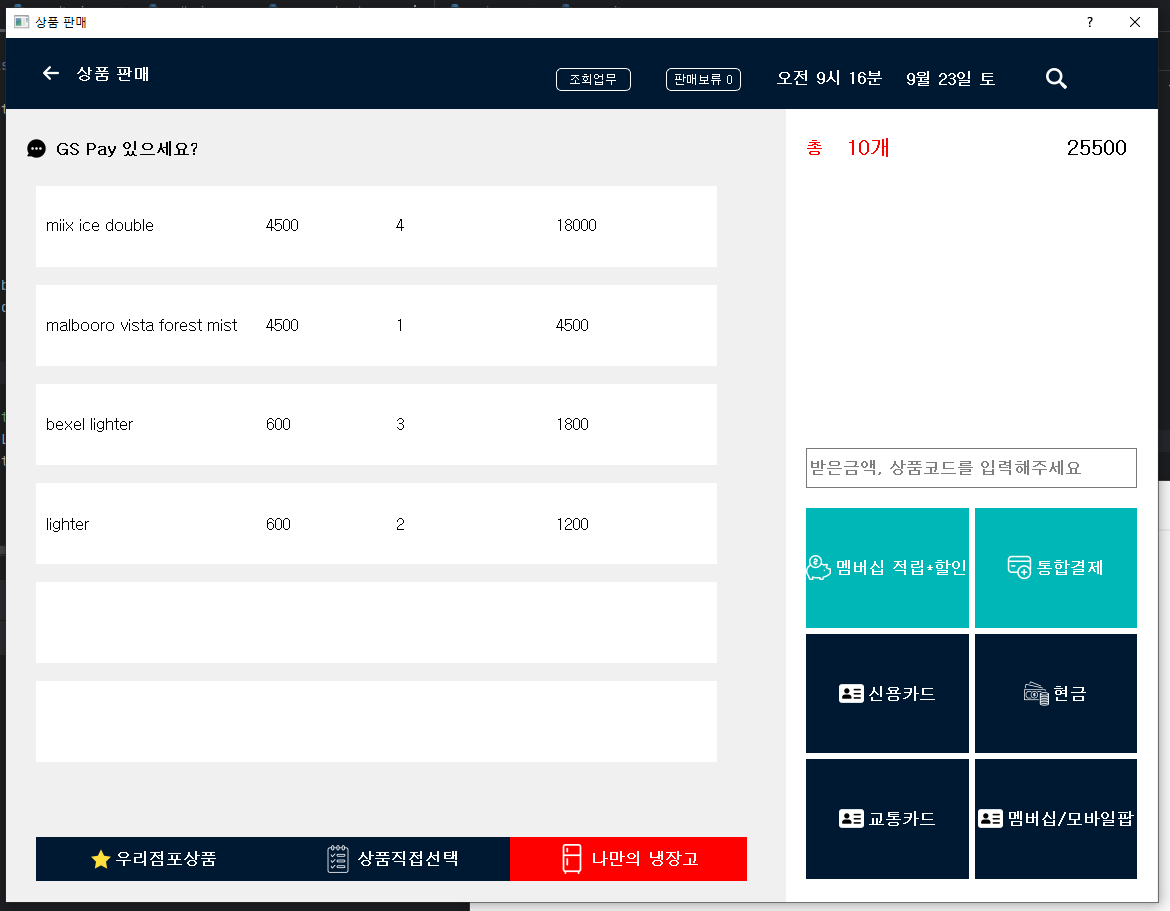 상품 판매
?
상품 판매
조회업무
판매보류 0
오전 9시 16분
9월 23일 토
GS Pay 있으세요?
총 10개 25500
miix ice double 4500 4 18000
malbooro vista forest mist 4500 1 4500
bexel lighter 600 3 1800
lighter 600 2 1200
받은금액, 상품코드를 입력해주세요
멤버십 적립*할인
통합결제
신용카드
현금
교통카드
멤버십/모바일팝
우리점포상품
상품직접선택
나만의 냉장고